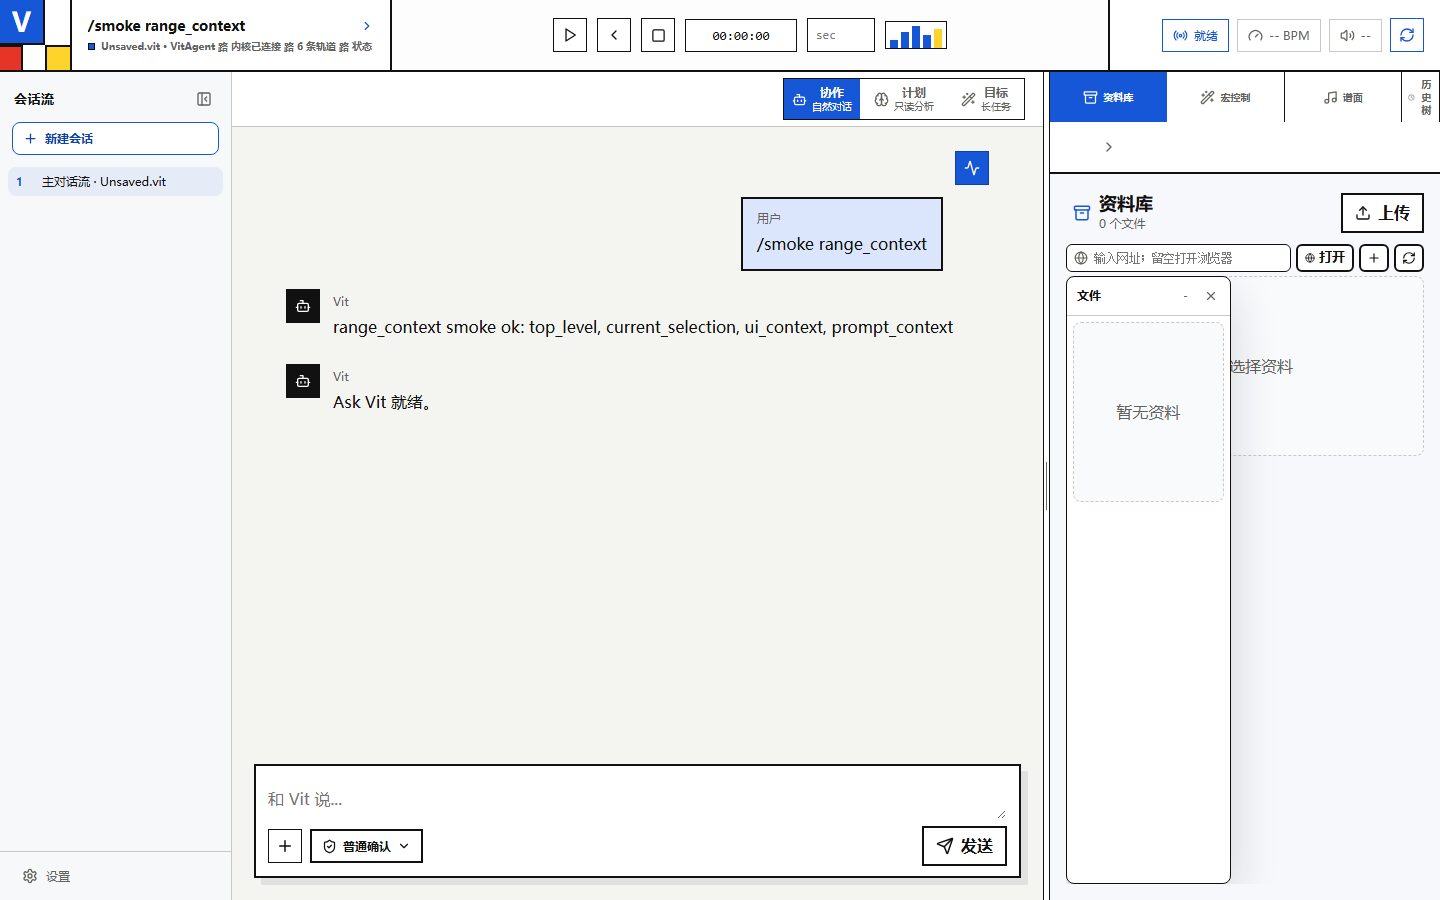 V
/smoke range_context
Unsaved.vit • VitAgent 路 内核已连接 路 6 条轨道 路 状态
00:00:00
sec
就绪
-- BPM
--
会话流
新建会话
1 主对话流 · Unsaved.vit
设置
协作
自然对话
计划
只读分析
目标
长任务
用户
/smoke range_context
Vit
range_context smoke ok: top_level, current_selection, ui_context, prompt_context
Vit
Ask Vit 就绪。
和 Vit 说...
普通确认
发送
资料库
宏控制
谱面
历史树
资料库
0 个文件
上传
输入网址；留空打开浏览器
打开
文件
-
暂无资料
选择资料